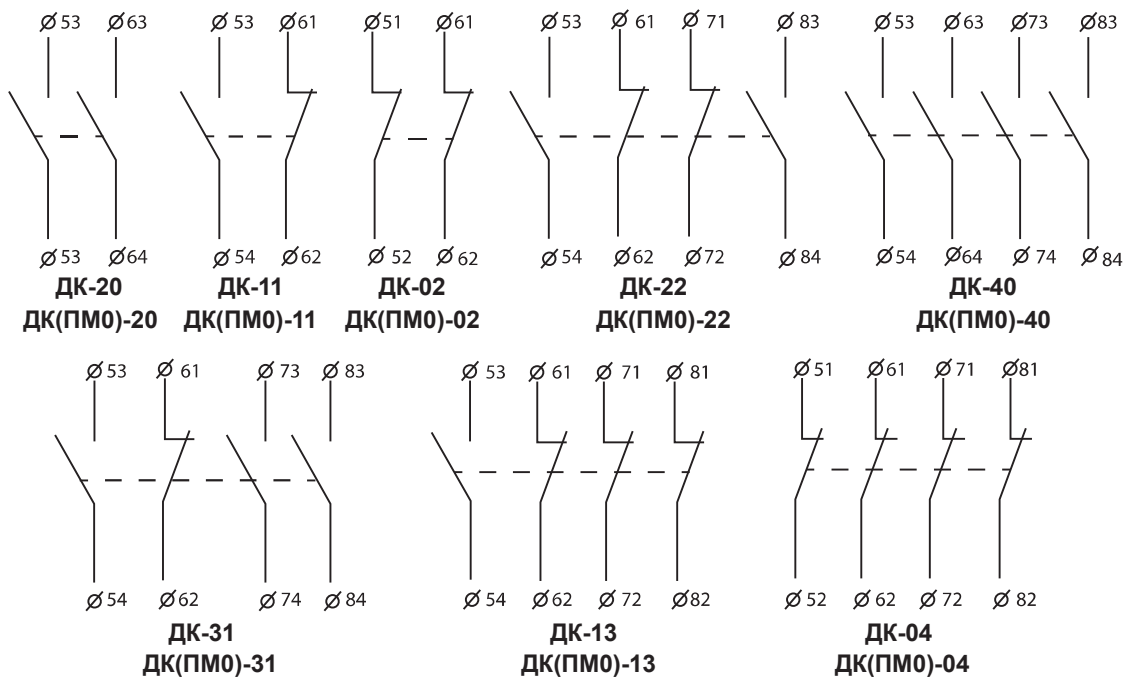 53 63 53 61 51 61 53 61 71 83 53 63 73 83
53 64 54 62 52 62 54 62 72 84 54 64 74 84
ДК-20 ДК-11 ДК-02 ДК-22 ДК-40
ДК(ПМ0)-20 ДК(ПМ0)-11 ДК(ПМ0)-02 ДК(ПМ0)-22 ДК(ПМ0)-40
53 61 73 83 53 61 71 81 51 61 71 81
54 62 74 84 54 62 72 82 52 62 72 82
ДК-31 ДК-13 ДК-04
ДК(ПМ0)-31 ДК(ПМ0)-13 ДК(ПМ0)-04